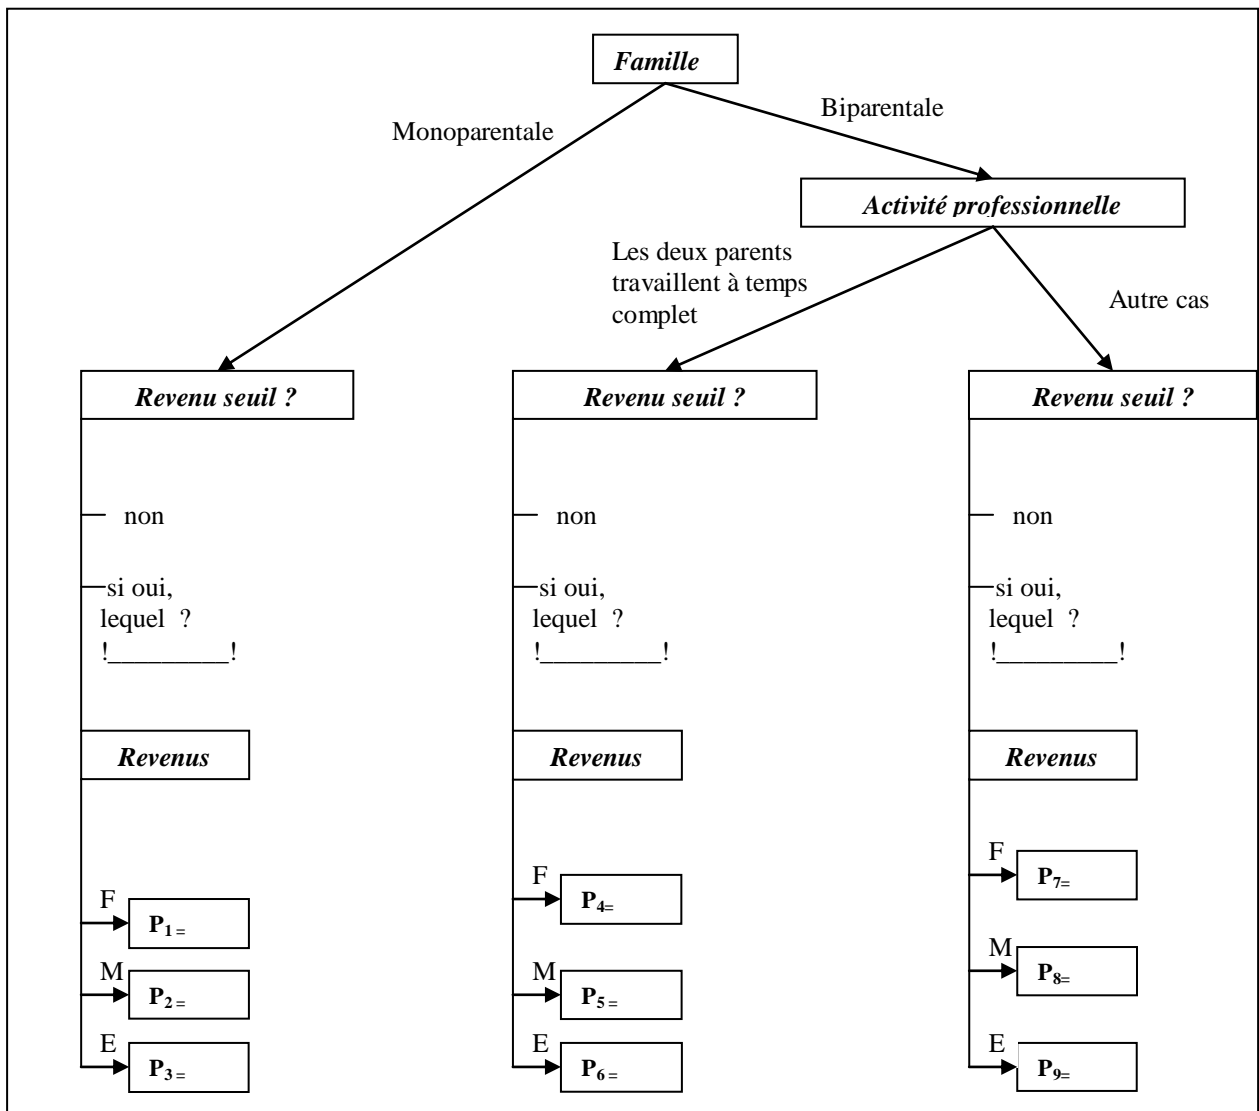 Famille
Biparentale
Monoparentale
Activité professionnelle
Les deux parents
travaillent à temps
complet
Autre cas
Revenu seuil ?
Revenu seuil ?
Revenu seuil ?
non
non
non
si oui,
lequel ?
!_________!
si oui,
lequel ?
!_________!
si oui,
lequel ?
!_________!
Revenus
Revenus
Revenus
F
P1 =
M
P2 =
E
P3 =
F
P4=
M
P5 =
E
P6 =
F
P7=
M
P8=
E
P9=